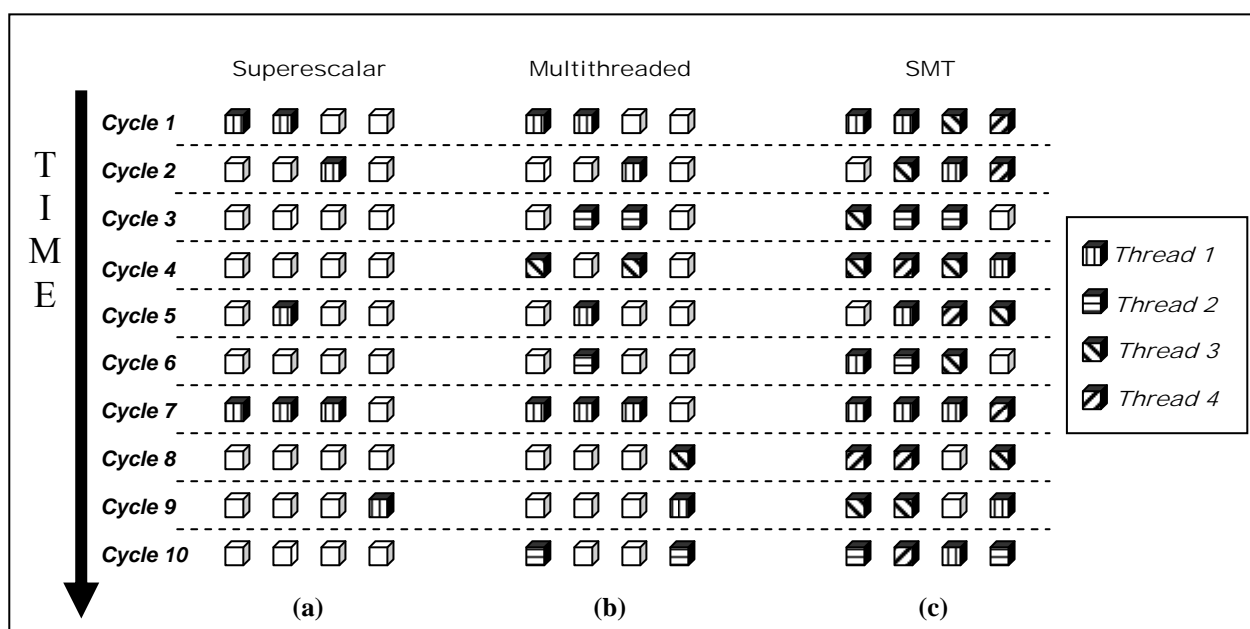 Superescalar Multithreaded SMT
TIME
Cycle 1
Cycle 2
Cycle 3
Cycle 4
Cycle 5
Cycle 6
Cycle 7
Cycle 8
Cycle 9
Cycle 10
Thread 1
Thread 2
Thread 3
Thread 4
(a) (b) (c)